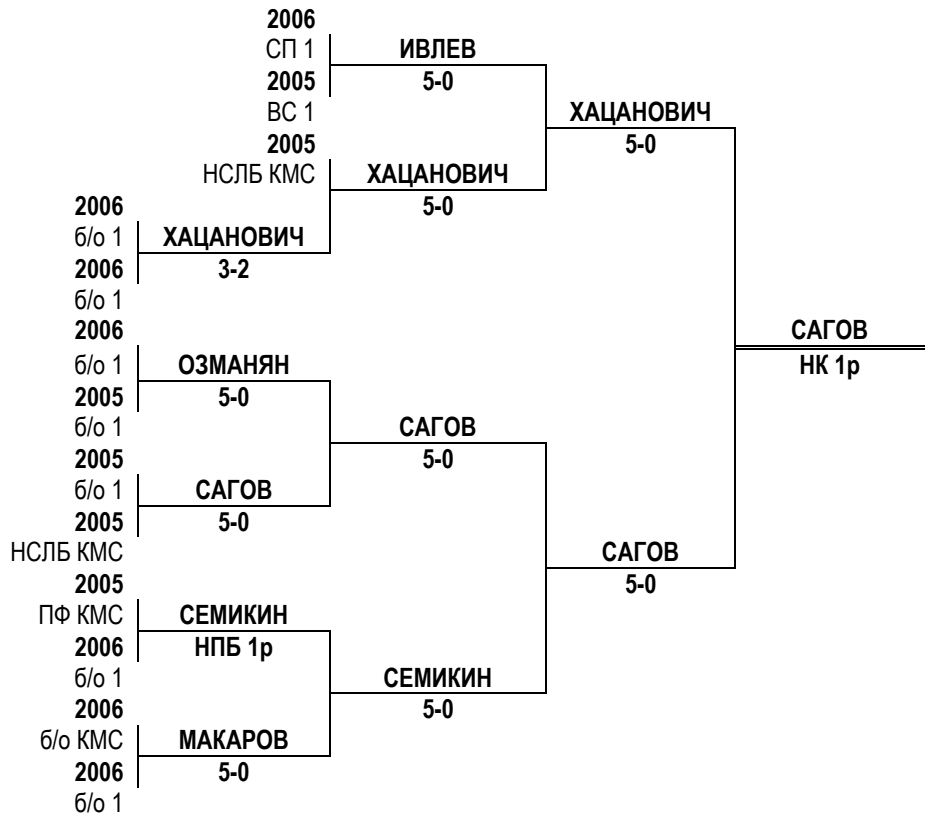 2006
СП 1
ИВЛЕВ
2005
5-0
ВС 1
ХАЦАНОВИЧ
2005
5-0
НСЛБ КМС
ХАЦАНОВИЧ
2006
5-0
б/о 1
ХАЦАНОВИЧ
2006
3-2
б/о 1
2006
САГОВ
б/о 1
ОЗМАНЯН
НК 1р
2005
5-0
б/о 1
САГОВ
2005
5-0
б/о 1
САГОВ
2005
5-0
НСЛБ КМС
САГОВ
2005
5-0
ПФ КМС
СЕМИКИН
2006
НПБ 1р
б/о 1
СЕМИКИН
2006
5-0
б/о КМС
МАКАРОВ
2006
5-0
б/о 1